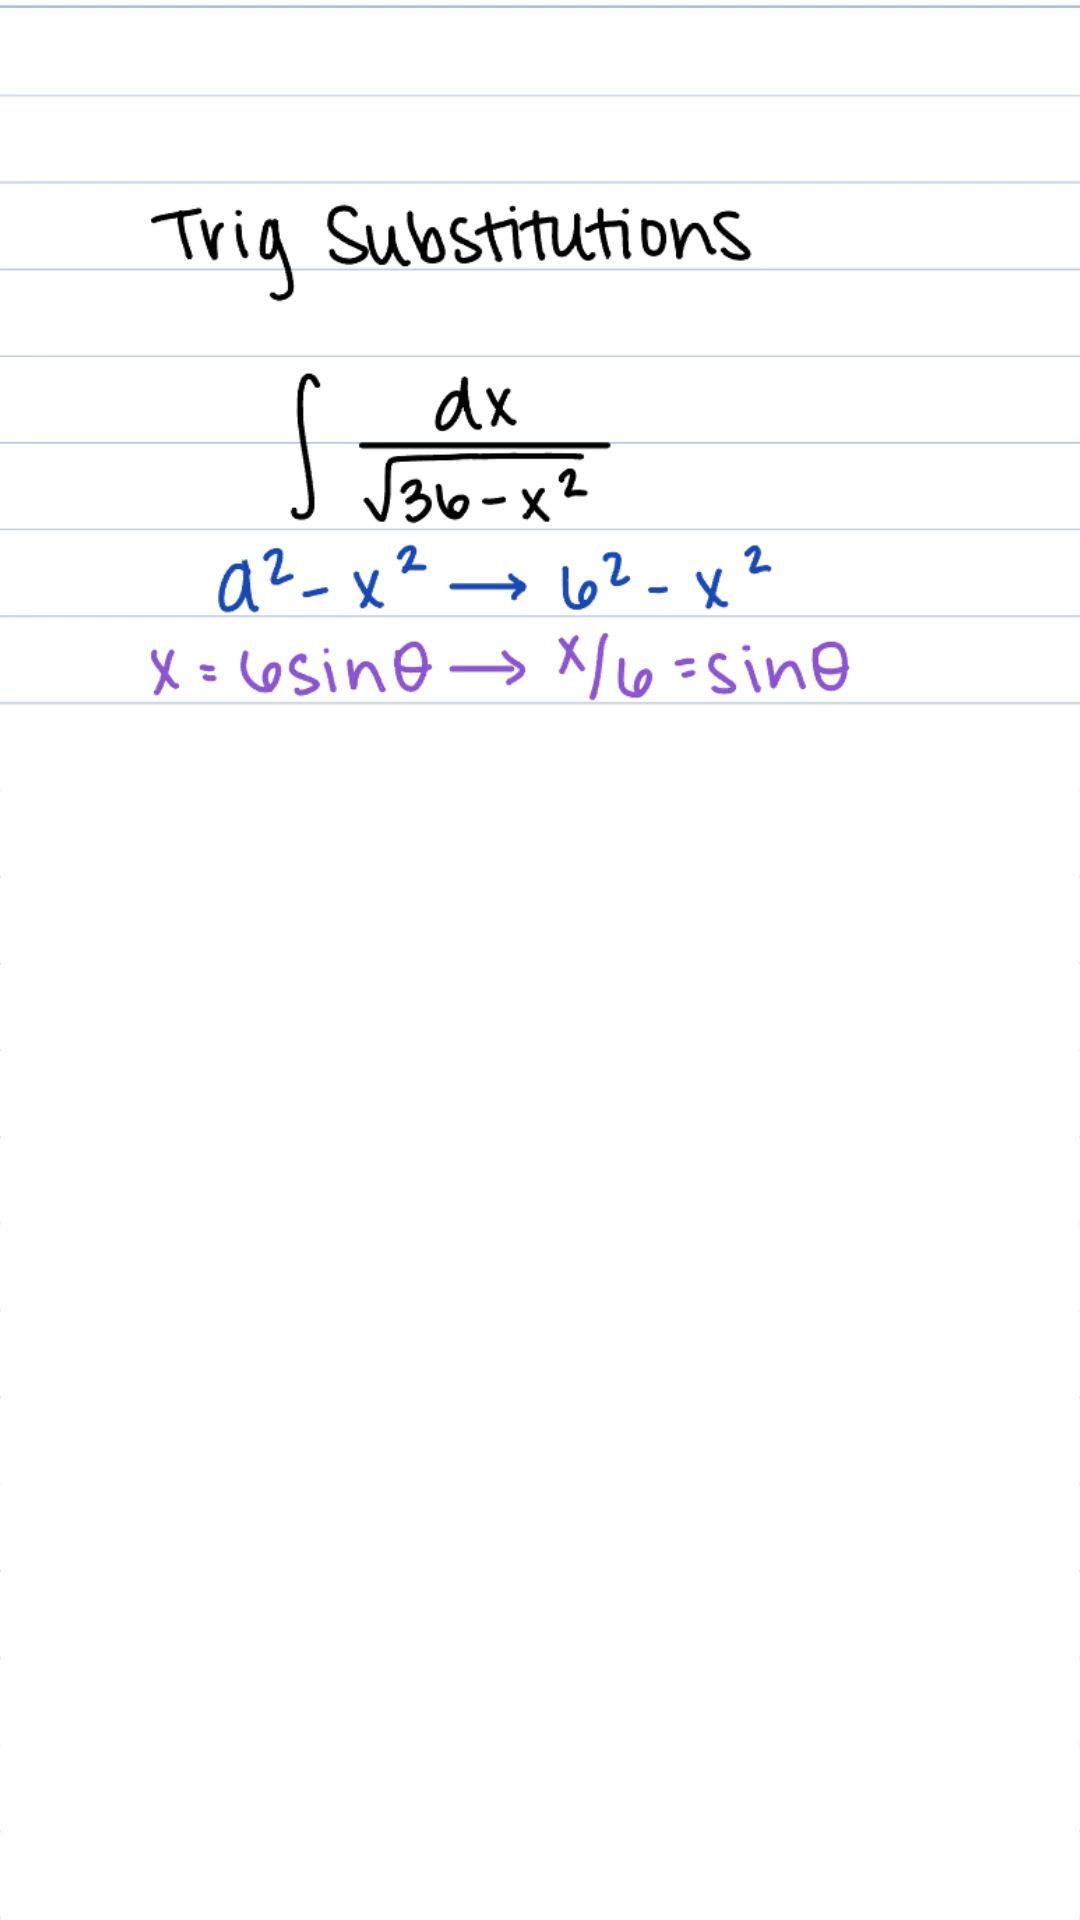 Trig Substitutions
∫ dx / √36-x²
a² - x² → 6² - x²
x = 6sinθ → x/6 = sinθ